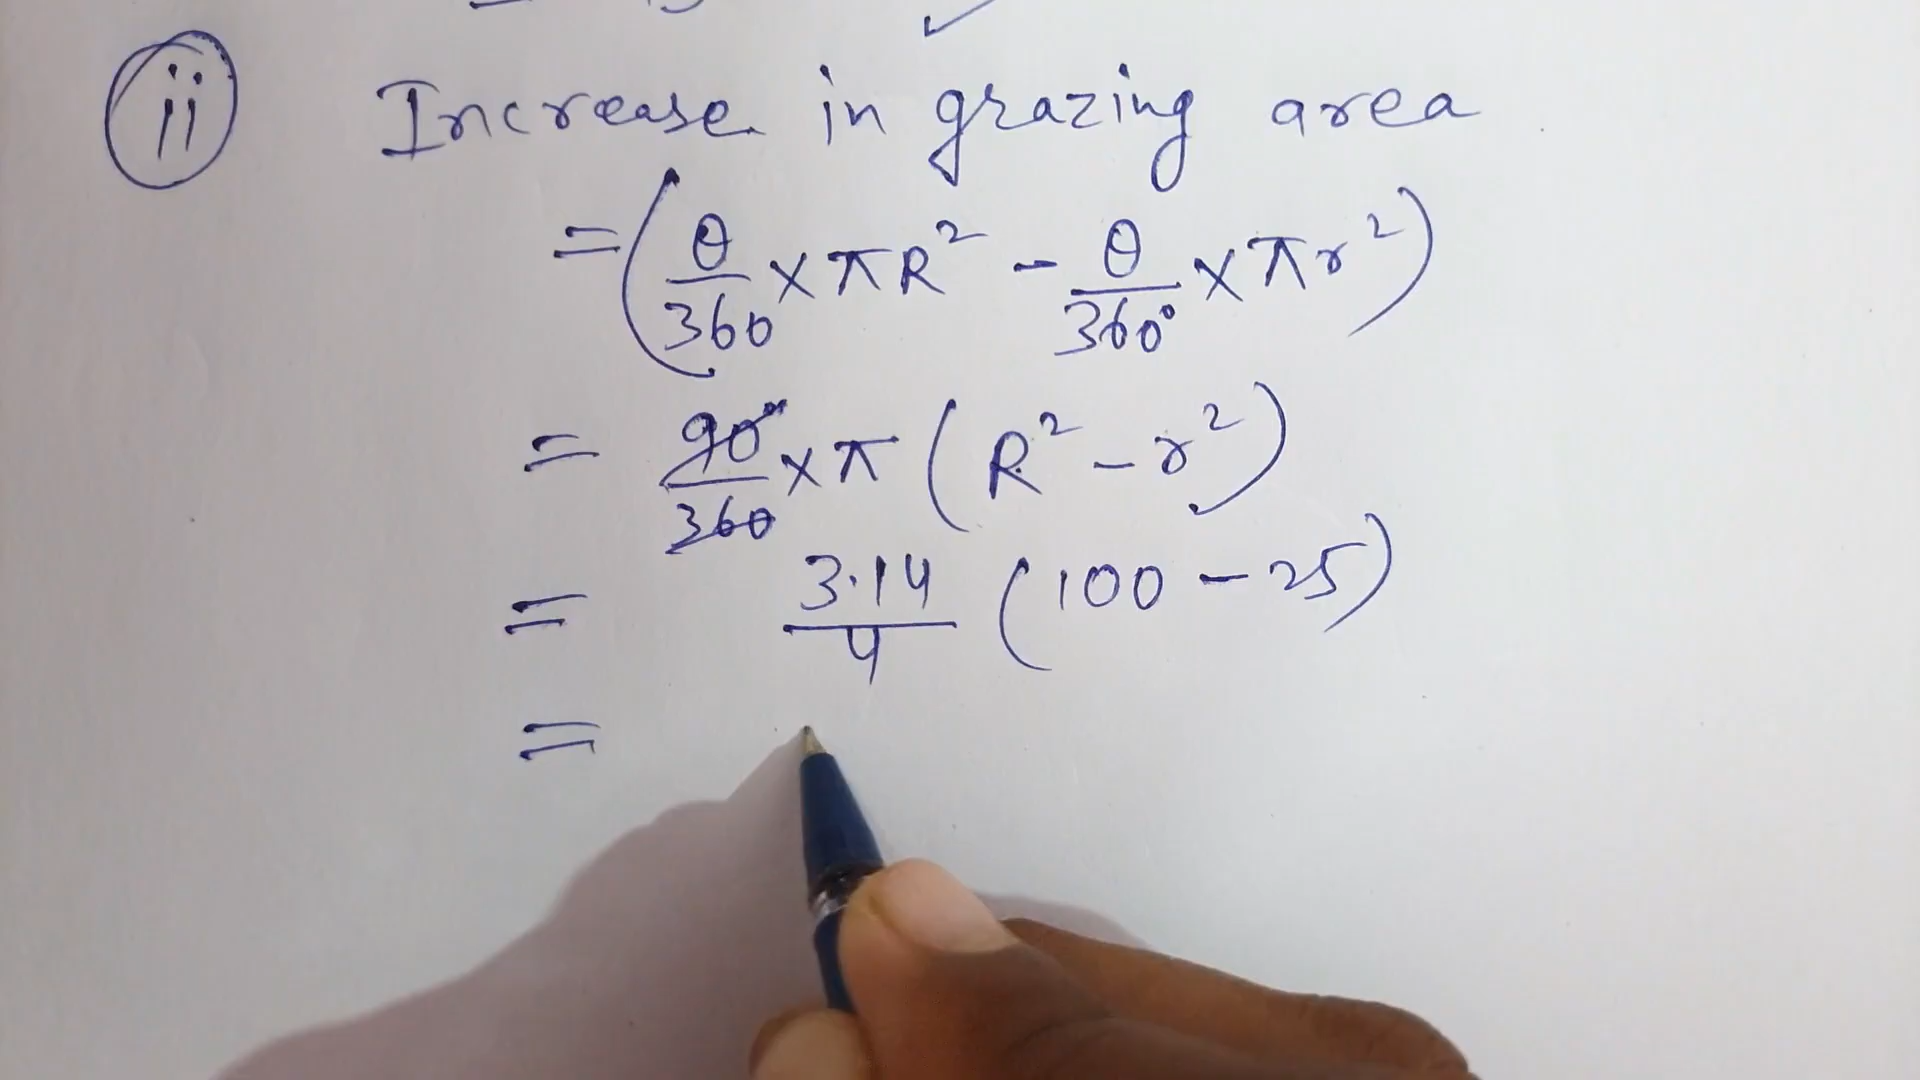 ii Increase in grazing area
= (θ/360 × πR² - θ/360° × πr²)
= 90°/360 × π (R² - r²)
= 3.14/4 (100 - 25)
=